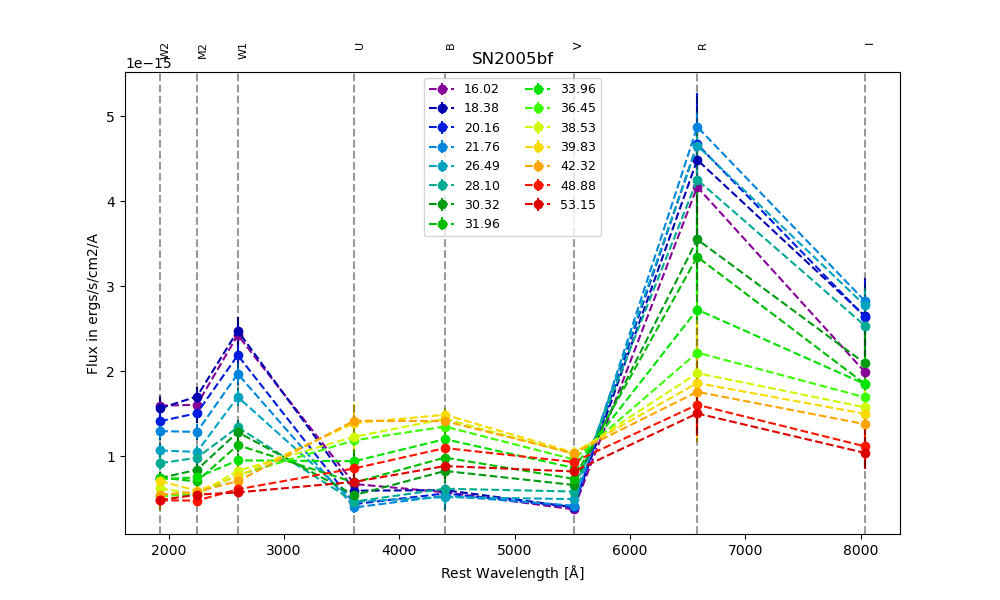 W2 M2 W1 U B V R I
SN2005bf
1e−15
16.02 33.96
18.38 36.45
20.16 38.53
21.76 39.83
26.49 42.32
28.10 48.88
30.32 53.15
31.96
5
4
3
2
1
Flux in ergs/s/cm2/A
2000 3000 4000 5000 6000 7000 8000
Rest Wavelength [Å]